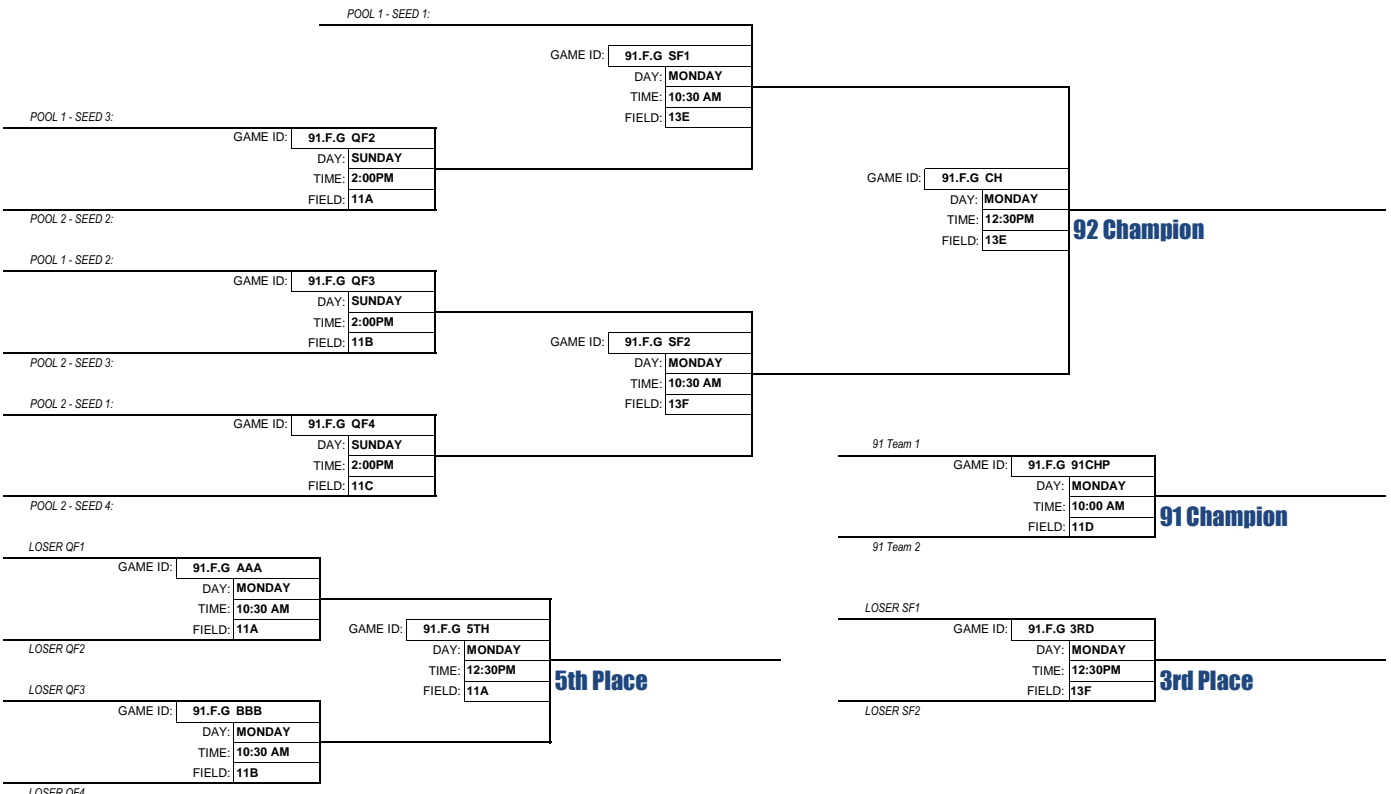 POOL 1 - SEED 1:
GAME ID: 91.F.G SF1
DAY: MONDAY
TIME: 10:30 AM
FIELD: 13E
POOL 1 - SEED 3:
GAME ID: 91.F.G QF2
DAY: SUNDAY
TIME: 2:00PM
FIELD: 11A
POOL 2 - SEED 2:
GAME ID: 91.F.G CH
DAY: MONDAY
TIME: 12:30PM
FIELD: 13E
92 Champion
POOL 1 - SEED 2:
GAME ID: 91.F.G QF3
DAY: SUNDAY
TIME: 2:00PM
FIELD: 11B
POOL 2 - SEED 3:
GAME ID: 91.F.G SF2
DAY: MONDAY
TIME: 10:30 AM
FIELD: 13F
POOL 2 - SEED 1:
GAME ID: 91.F.G QF4
DAY: SUNDAY
TIME: 2:00PM
FIELD: 11C
POOL 2 - SEED 4:
91 Team 1
GAME ID: 91.F.G 91CHP
DAY: MONDAY
TIME: 10:00 AM
FIELD: 11D
91 Champion
91 Team 2
LOSER QF1
GAME ID: 91.F.G AAA
DAY: MONDAY
TIME: 10:30 AM
FIELD: 11A
LOSER QF2
GAME ID: 91.F.G 5TH
DAY: MONDAY
TIME: 12:30PM
FIELD: 11A
5th Place
LOSER QF3
GAME ID: 91.F.G BBB
DAY: MONDAY
TIME: 10:30 AM
FIELD: 11B
LOSER QF4
LOSER SF1
GAME ID: 91.F.G 3RD
DAY: MONDAY
TIME: 12:30PM
FIELD: 13F
3rd Place
LOSER SF2